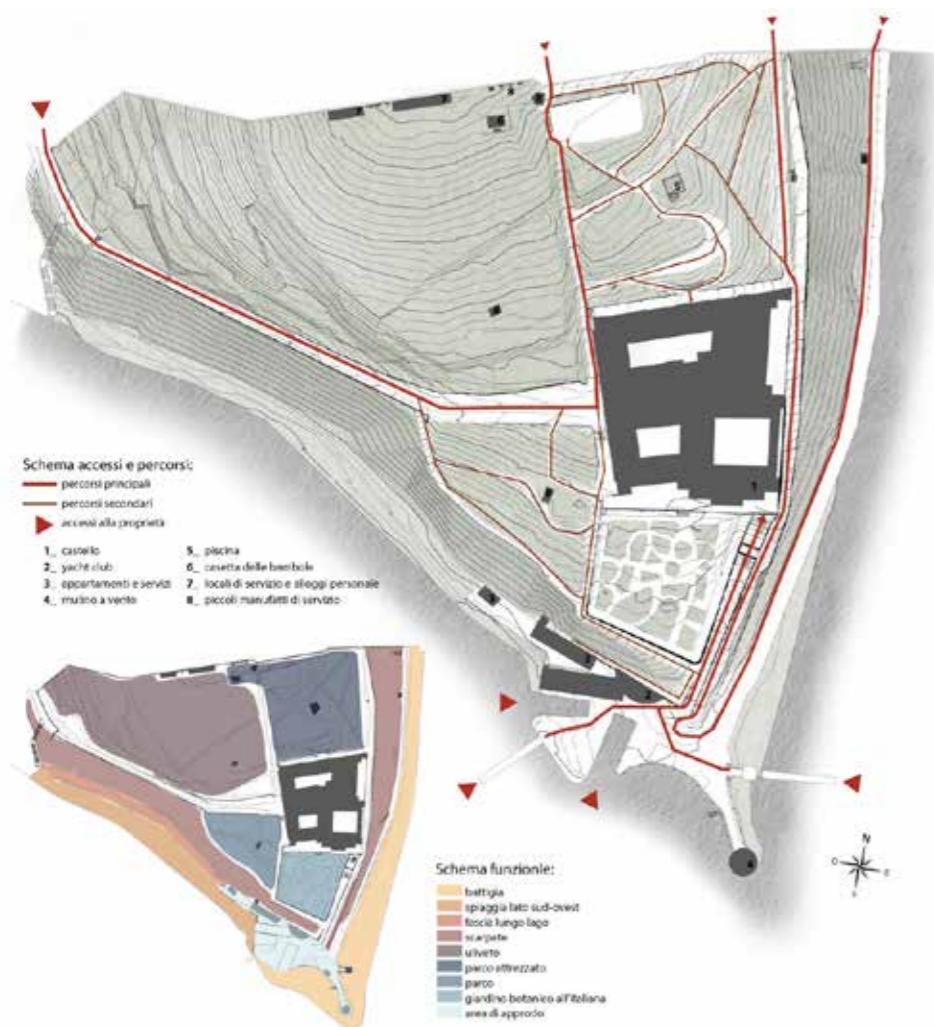 N
O
E
S
Schema accessi e percorsi:
percorsi principali
percorsi secondari
accessi alla proprietà
1_ castello
2_ yacht club
3_ appartamenti e servizi
4_ mulino a vento
5_ piscina
6_ casetta delle bambole
7_ locali di servizio e alloggi personale
8_ piccoli manufatti di servizio
Schema funzionle:
battigia
spiaggia lato sud-ovest
fascia lungo lago
scarpate
uliveto
parco attrezzato
parco
giardino botanico all'italiana
area di approdo